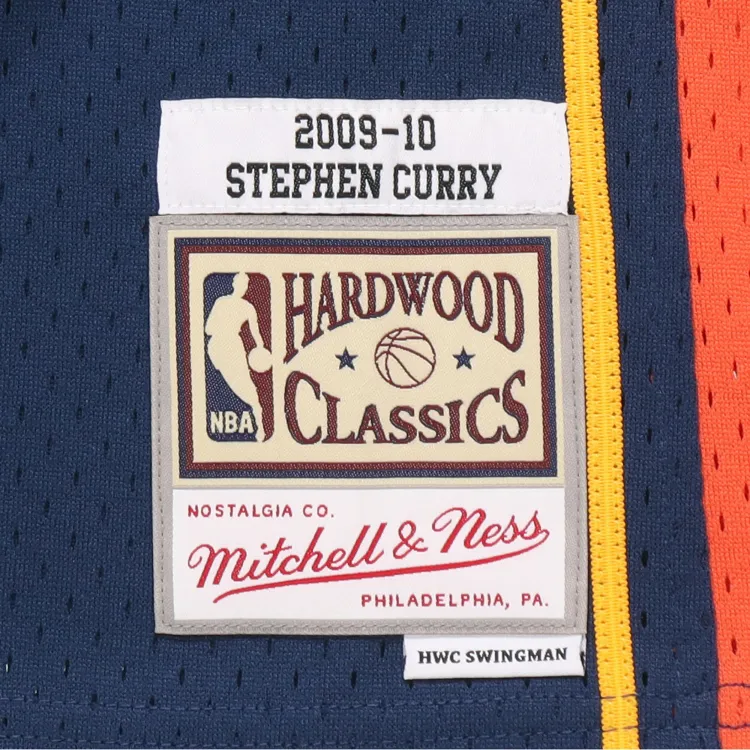 2009-10
STEPHEN CURRY
HARDWOOD
NBA
CLASSICS
NOSTALGIA CO.
Mitchell & Ness
PHILADELPHIA, PA.
HWC SWINGMAN